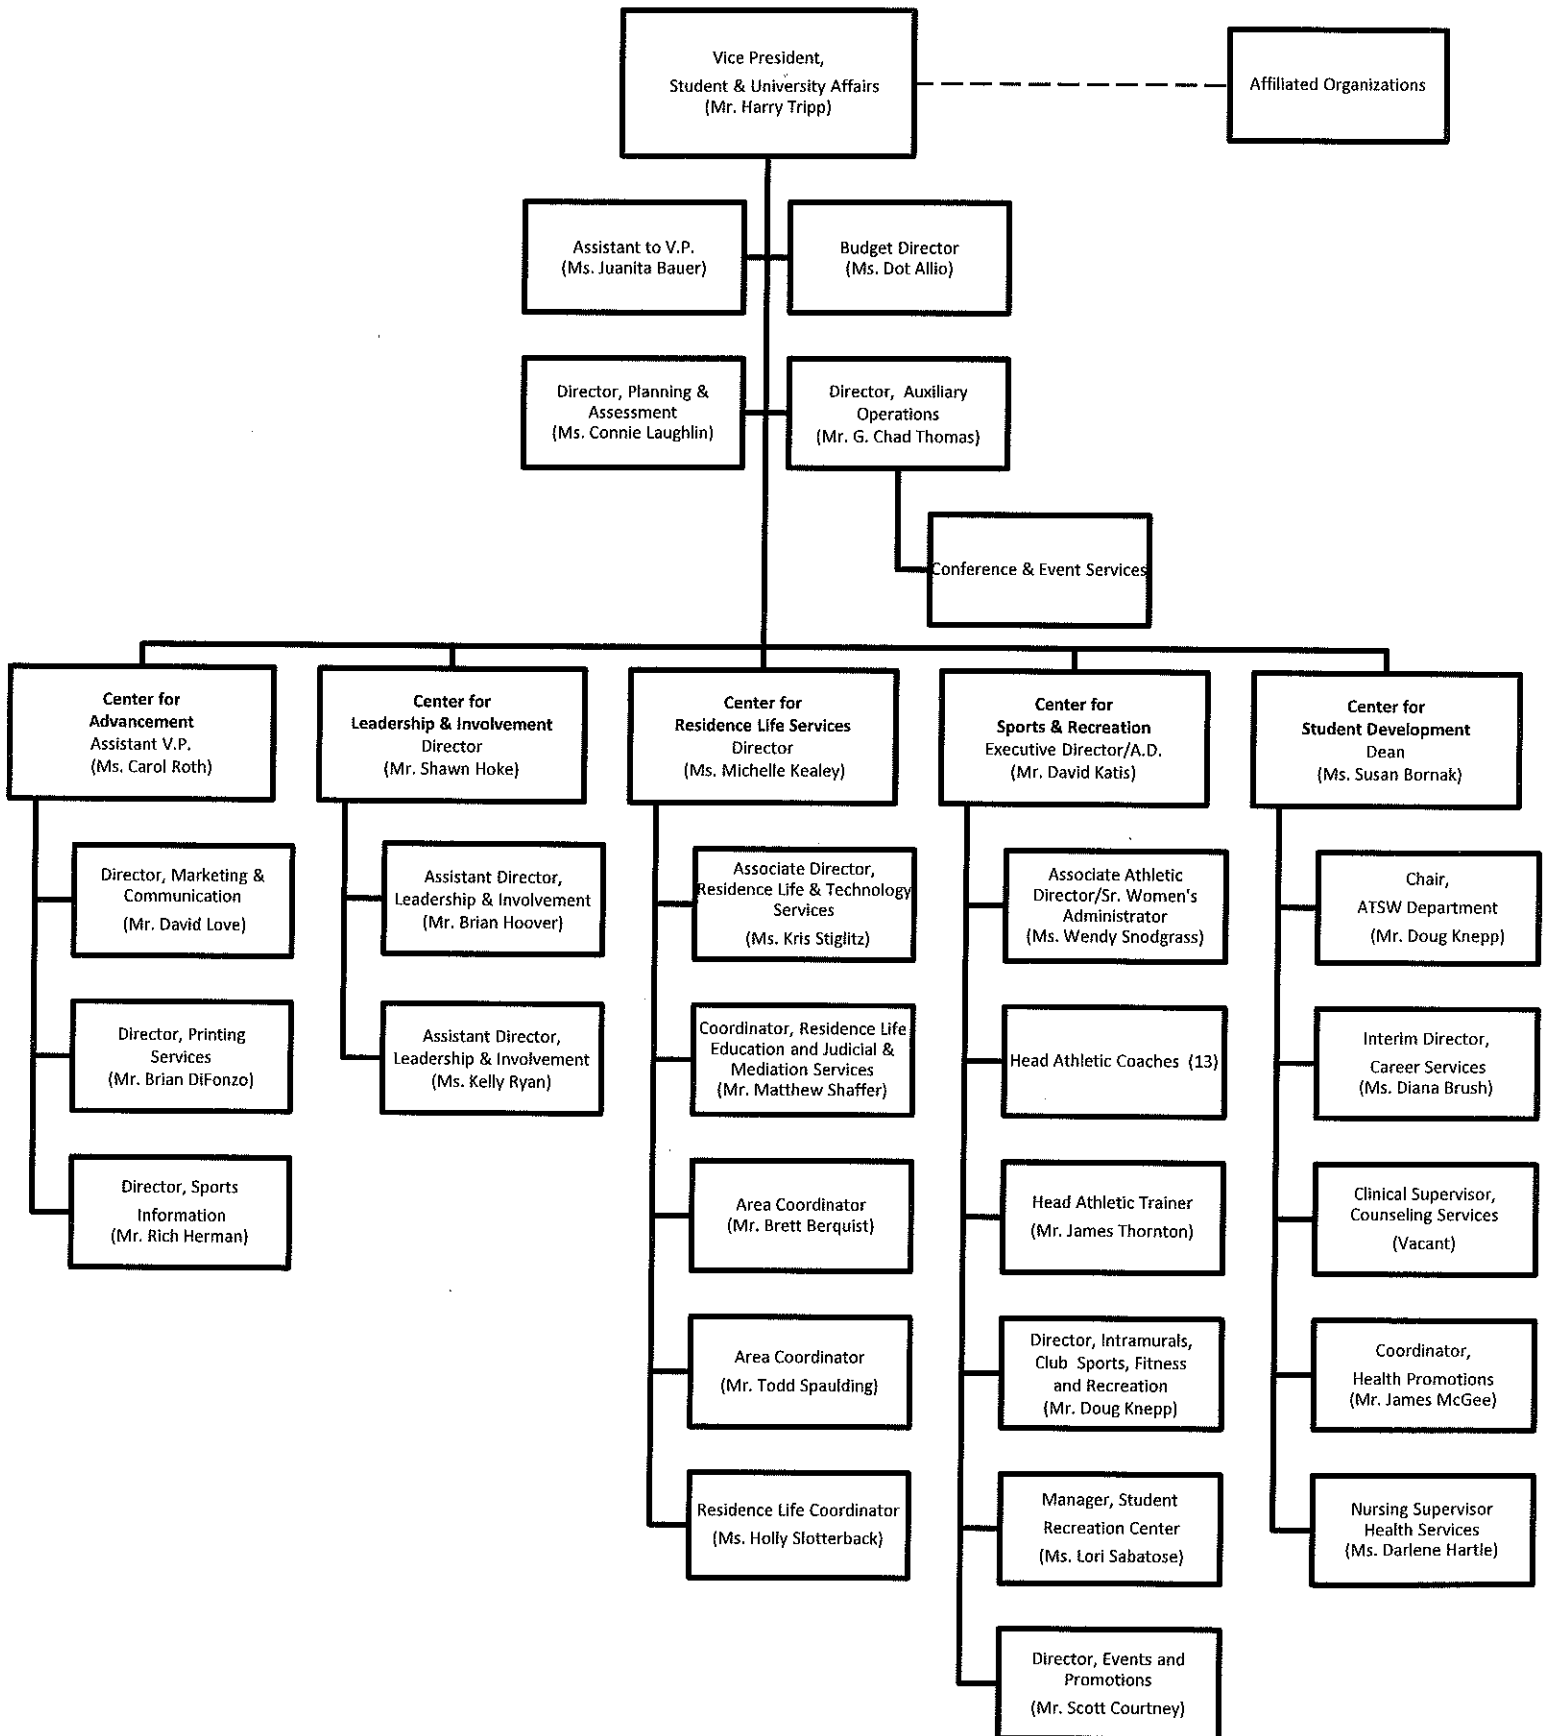 Vice President,
Student & University Affairs
(Mr. Harry Tripp)
Affiliated Organizations
Assistant to V.P.
(Ms. Juanita Bauer)
Budget Director
(Ms. Dot Allio)
Director, Planning &
Assessment
(Ms. Connie Laughlin)
Director, Auxiliary
Operations
(Mr. G. Chad Thomas)
Conference & Event Services
Center for
Advancement
Assistant V.P.
(Ms. Carol Roth)
Director, Marketing &
Communication
(Mr. David Love)
Director, Printing
Services
(Mr. Brian DiFonzo)
Director, Sports
Information
(Mr. Rich Herman)
Center for
Leadership & Involvement
Director
(Mr. Shawn Hoke)
Assistant Director,
Leadership & Involvement
(Mr. Brian Hoover)
Assistant Director,
Leadership & Involvement
(Ms. Kelly Ryan)
Center for
Residence Life Services
Director
(Ms. Michelle Kealey)
Associate Director,
Residence Life & Technology
Services
(Ms. Kris Stiglitz)
Coordinator, Residence Life
Education and Judicial &
Mediation Services
(Mr. Matthew Shaffer)
Area Coordinator
(Mr. Brett Berquist)
Area Coordinator
(Mr. Todd Spaulding)
Residence Life Coordinator
(Ms. Holly Slotterback)
Center for
Sports & Recreation
Executive Director/A.D.
(Mr. David Katis)
Associate Athletic
Director/Sr. Women's
Administrator
(Ms. Wendy Snodgrass)
Head Athletic Coaches (13)
Head Athletic Trainer
(Mr. James Thornton)
Director, Intramurals,
Club Sports, Fitness
and Recreation
(Mr. Doug Knepp)
Manager, Student
Recreation Center
(Ms. Lori Sabatose)
Director, Events and
Promotions
(Mr. Scott Courtney)
Center for
Student Development
Dean
(Ms. Susan Bornak)
Chair,
ATSW Department
(Mr. Doug Knepp)
Interim Director,
Career Services
(Ms. Diana Brush)
Clinical Supervisor,
Counseling Services
(Vacant)
Coordinator,
Health Promotions
(Mr. James McGee)
Nursing Supervisor
Health Services
(Ms. Darlene Hartle)